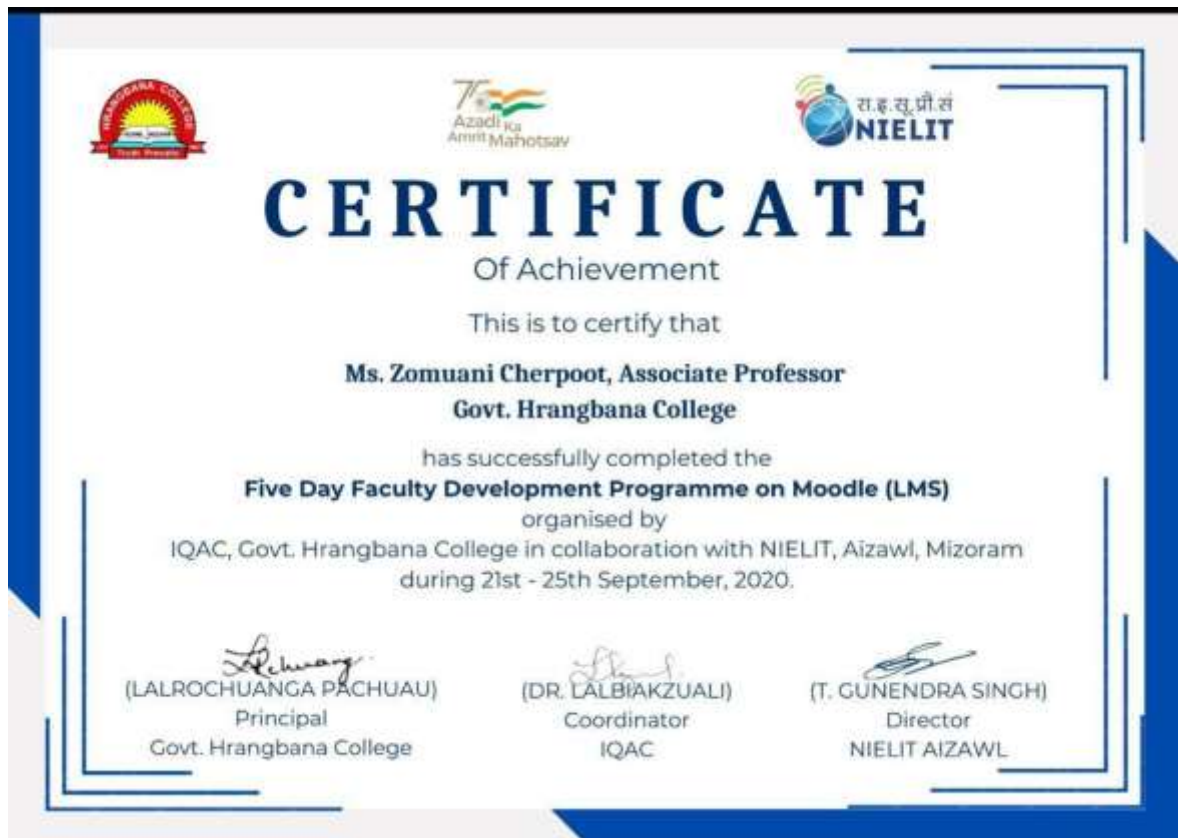 HRANGBANA COLLEGE
75
Azadi Ka
Amrit Mahotsav
रा.इ.सू.प्रौ.सं
NIELIT
CERTIFICATE
Of Achievement
This is to certify that
Ms. Zomuani Cherpoot, Associate Professor
Govt. Hrangbana College
has successfully completed the
Five Day Faculty Development Programme on Moodle (LMS)
organised by
IQAC, Govt. Hrangbana College in collaboration with NIELIT, Aizawl, Mizoram
during 21st - 25th September, 2020.
(LALROCHUANGA PACHUAU)
Principal
Govt. Hrangbana College
(DR. LALBIAKZUALI)
Coordinator
IQAC
(T. GUNENDRA SINGH)
Director
NIELIT AIZAWL